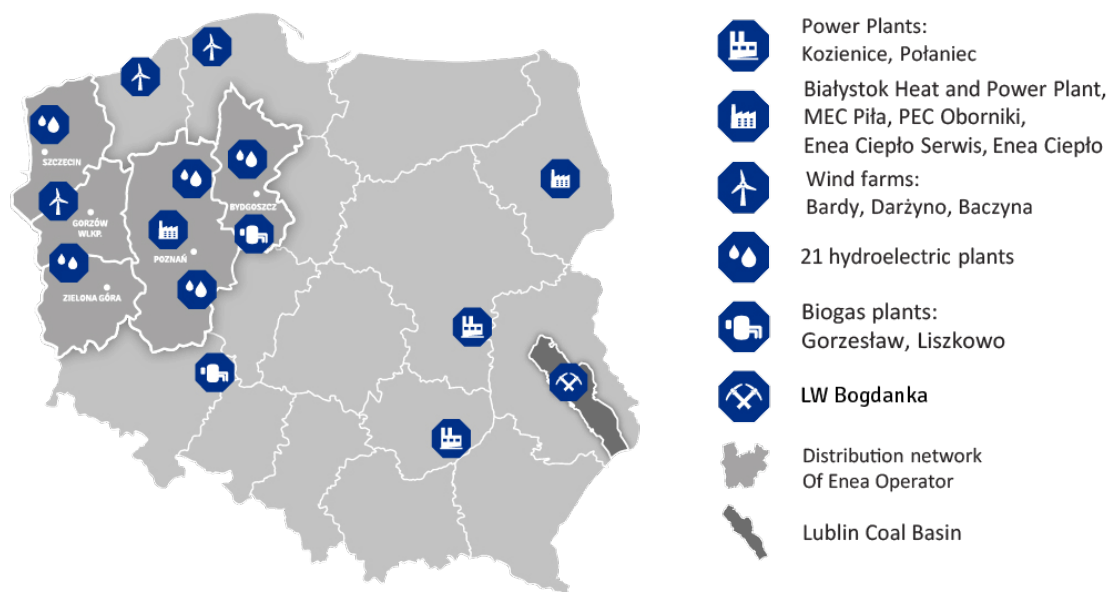 SZCZECIN
GORZÓW
WLKP.
ZIELONA GÓRA
POZNAŃ
BYDGOSZCZ
Power Plants:
Kozienice, Połaniec
Białystok Heat and Power Plant,
MEC Piła, PEC Oborniki,
Enea Ciepło Serwis, Enea Ciepło
Wind farms:
Bardy, Darżyno, Baczyna
21 hydroelectric plants
Biogas plants:
Gorzesław, Liszkowo
LW Bogdanka
Distribution network
Of Enea Operator
Lublin Coal Basin